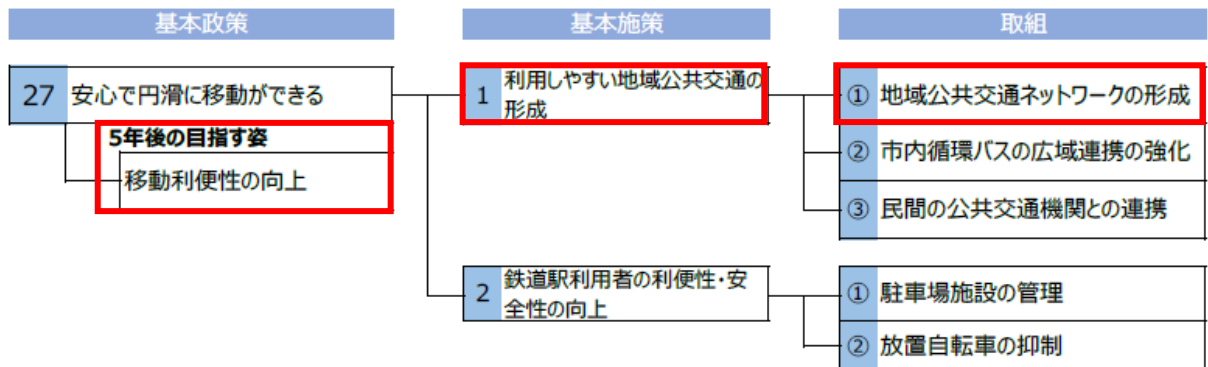 基本政策
基本施策
取組
27 安心で円滑に移動ができる
5年後の目指す姿
移動利便性の向上
1 利用しやすい地域公共交通の
形成
① 地域公共交通ネットワークの形成
② 市内循環バスの広域連携の強化
③ 民間の公共交通機関との連携
2 鉄道駅利用者の利便性・安
全性の向上
① 駐車場施設の管理
② 放置自転車の抑制